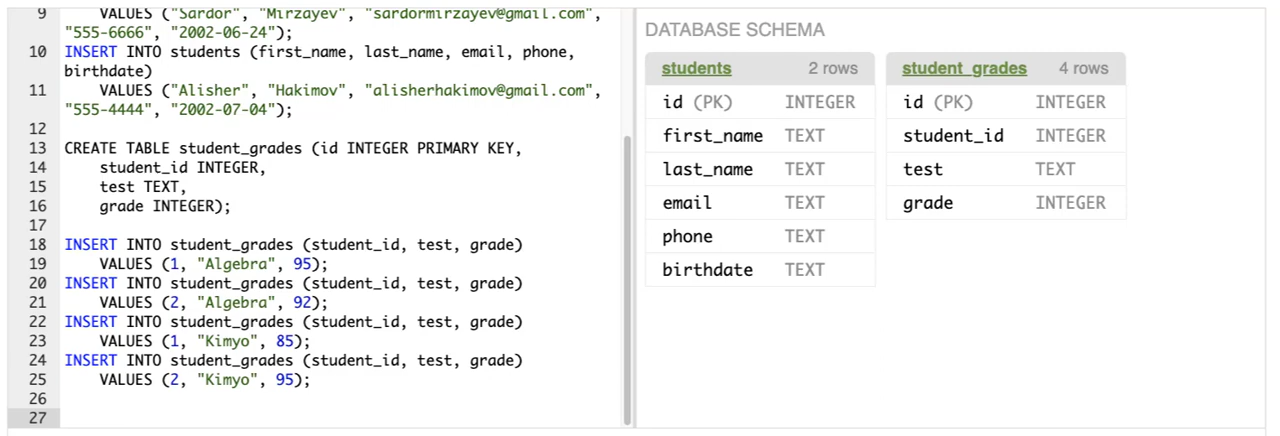 9 VALUES ("Sardor", "Mirzayev", "sardormirzayev@gmail.com",
"555-6666", "2002-06-24");
10 INSERT INTO students (first_name, last_name, email, phone,
birthdate)
11 VALUES ("Alisher", "Hakimov", "alisherhakimov@gmail.com",
"555-4444", "2002-07-04");
12
13 CREATE TABLE student_grades (id INTEGER PRIMARY KEY,
14 student_id INTEGER,
15 test TEXT,
16 grade INTEGER);
17
18 INSERT INTO student_grades (student_id, test, grade)
19 VALUES (1, "Algebra", 95);
20 INSERT INTO student_grades (student_id, test, grade)
21 VALUES (2, "Algebra", 92);
22 INSERT INTO student_grades (student_id, test, grade)
23 VALUES (1, "Kimyo", 85);
24 INSERT INTO student_grades (student_id, test, grade)
25 VALUES (2, "Kimyo", 95);
26
27
DATABASE SCHEMA
students 2 rows
id (PK) INTEGER
first_name TEXT
last_name TEXT
email TEXT
phone TEXT
birthdate TEXT
student_grades 4 rows
id (PK) INTEGER
student_id INTEGER
test TEXT
grade INTEGER